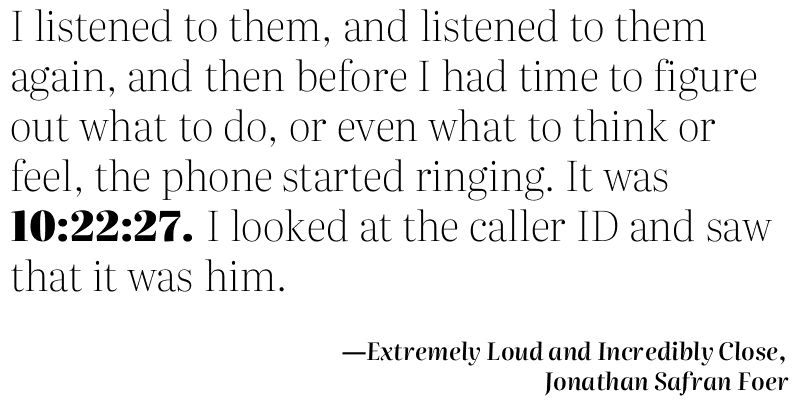 I listened to them, and listened to them
again, and then before I had time to figure
out what to do, or even what to think or
feel, the phone started ringing. It was
10:22:27. I looked at the caller ID and saw
that it was him.
—Extremely Loud and Incredibly Close,
Jonathan Safran Foer